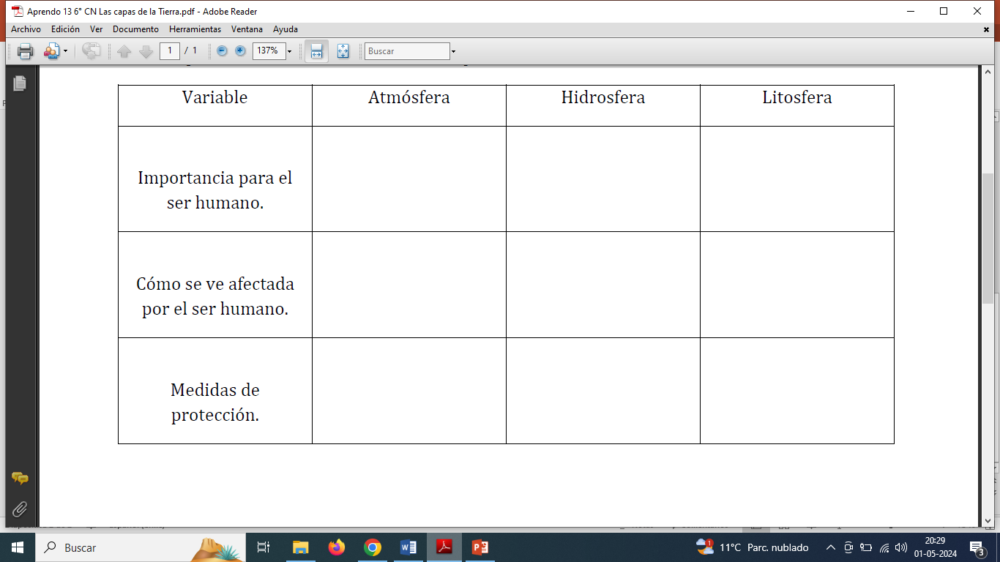 Aprendo 13 6° CN Las capas de la Tierra.pdf - Adobe Reader
Archivo Edición Ver Documento Herramientas Ventana Ayuda
1 / 1 137% Buscar
Variable Atmósfera Hidrosfera Litosfera
Importancia para el
ser humano.
Cómo se ve afectada
por el ser humano.
Medidas de
protección.
Buscar
11°C Parc. nublado
20:29
01-05-2024
1
3